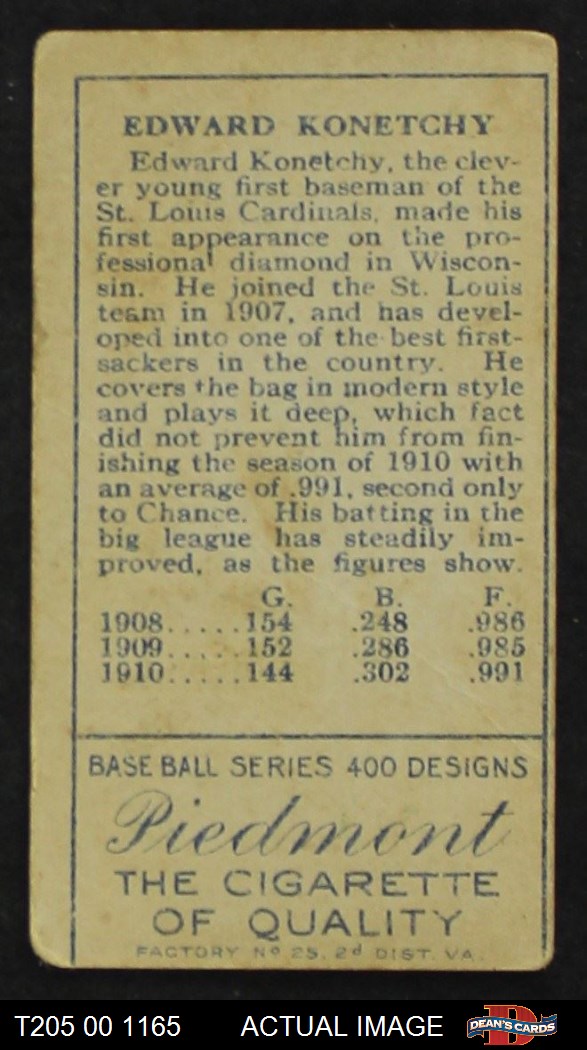 EDWARD KONETCHY
Edward Konetchy, the clev-
er young first baseman of the
St. Louis Cardinals, made his
first appearance on the pro-
fessional diamond in Wiscon-
sin. He joined the St. Louis
team in 1907, and has devel-
oped into one of the best first-
sackers in the country. He
covers the bag in modern style
and plays it deep, which fact
did not prevent him from fin-
ishing the season of 1910 with
an average of .991, second only
to Chance. His batting in the
big league has steadily im-
proved, as the figures show.
G. B. F.
1908......154 .248 .986
1909......152 .286 .985
1910......144 .302 .991
BASE BALL SERIES 400 DESIGNS
Piedmont
THE CIGARETTE
OF QUALITY
FACTORY No 25, 2d DIST. VA.
T205 00 1165 ACTUAL IMAGE D DEAN'S CARDS